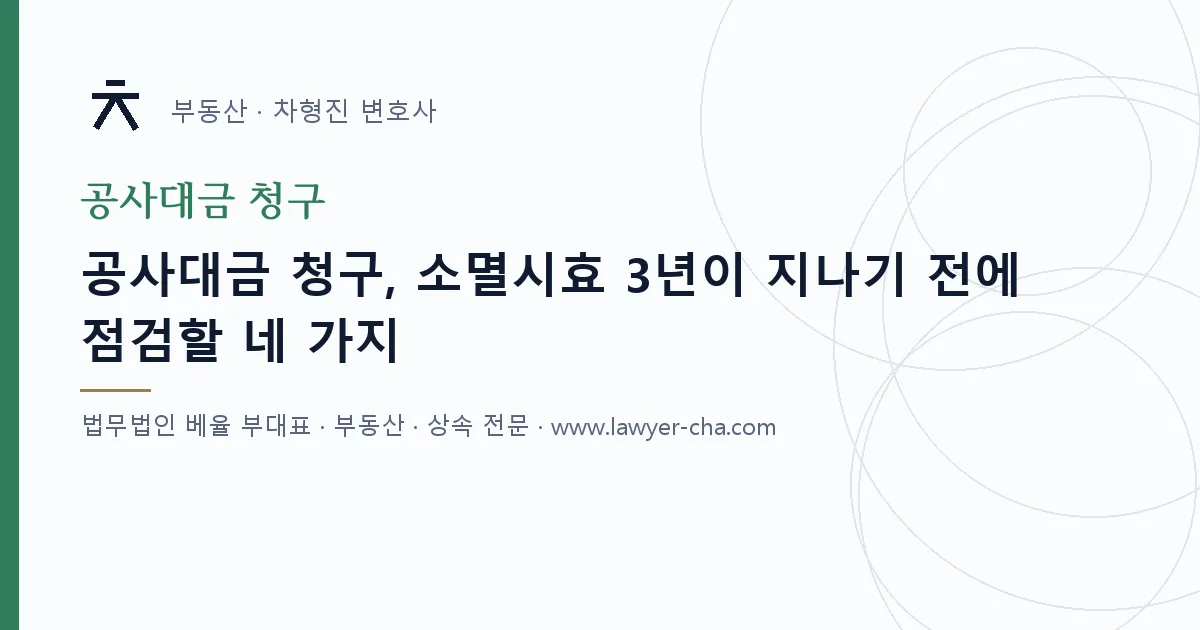 부동산 · 차형진 변호사
공사대금 청구
공사대금 청구, 소멸시효 3년이 지나기 전에
점검할 네 가지
법무법인 베율 부대표 · 부동산 · 상속 전문 · www.lawyer-cha.com